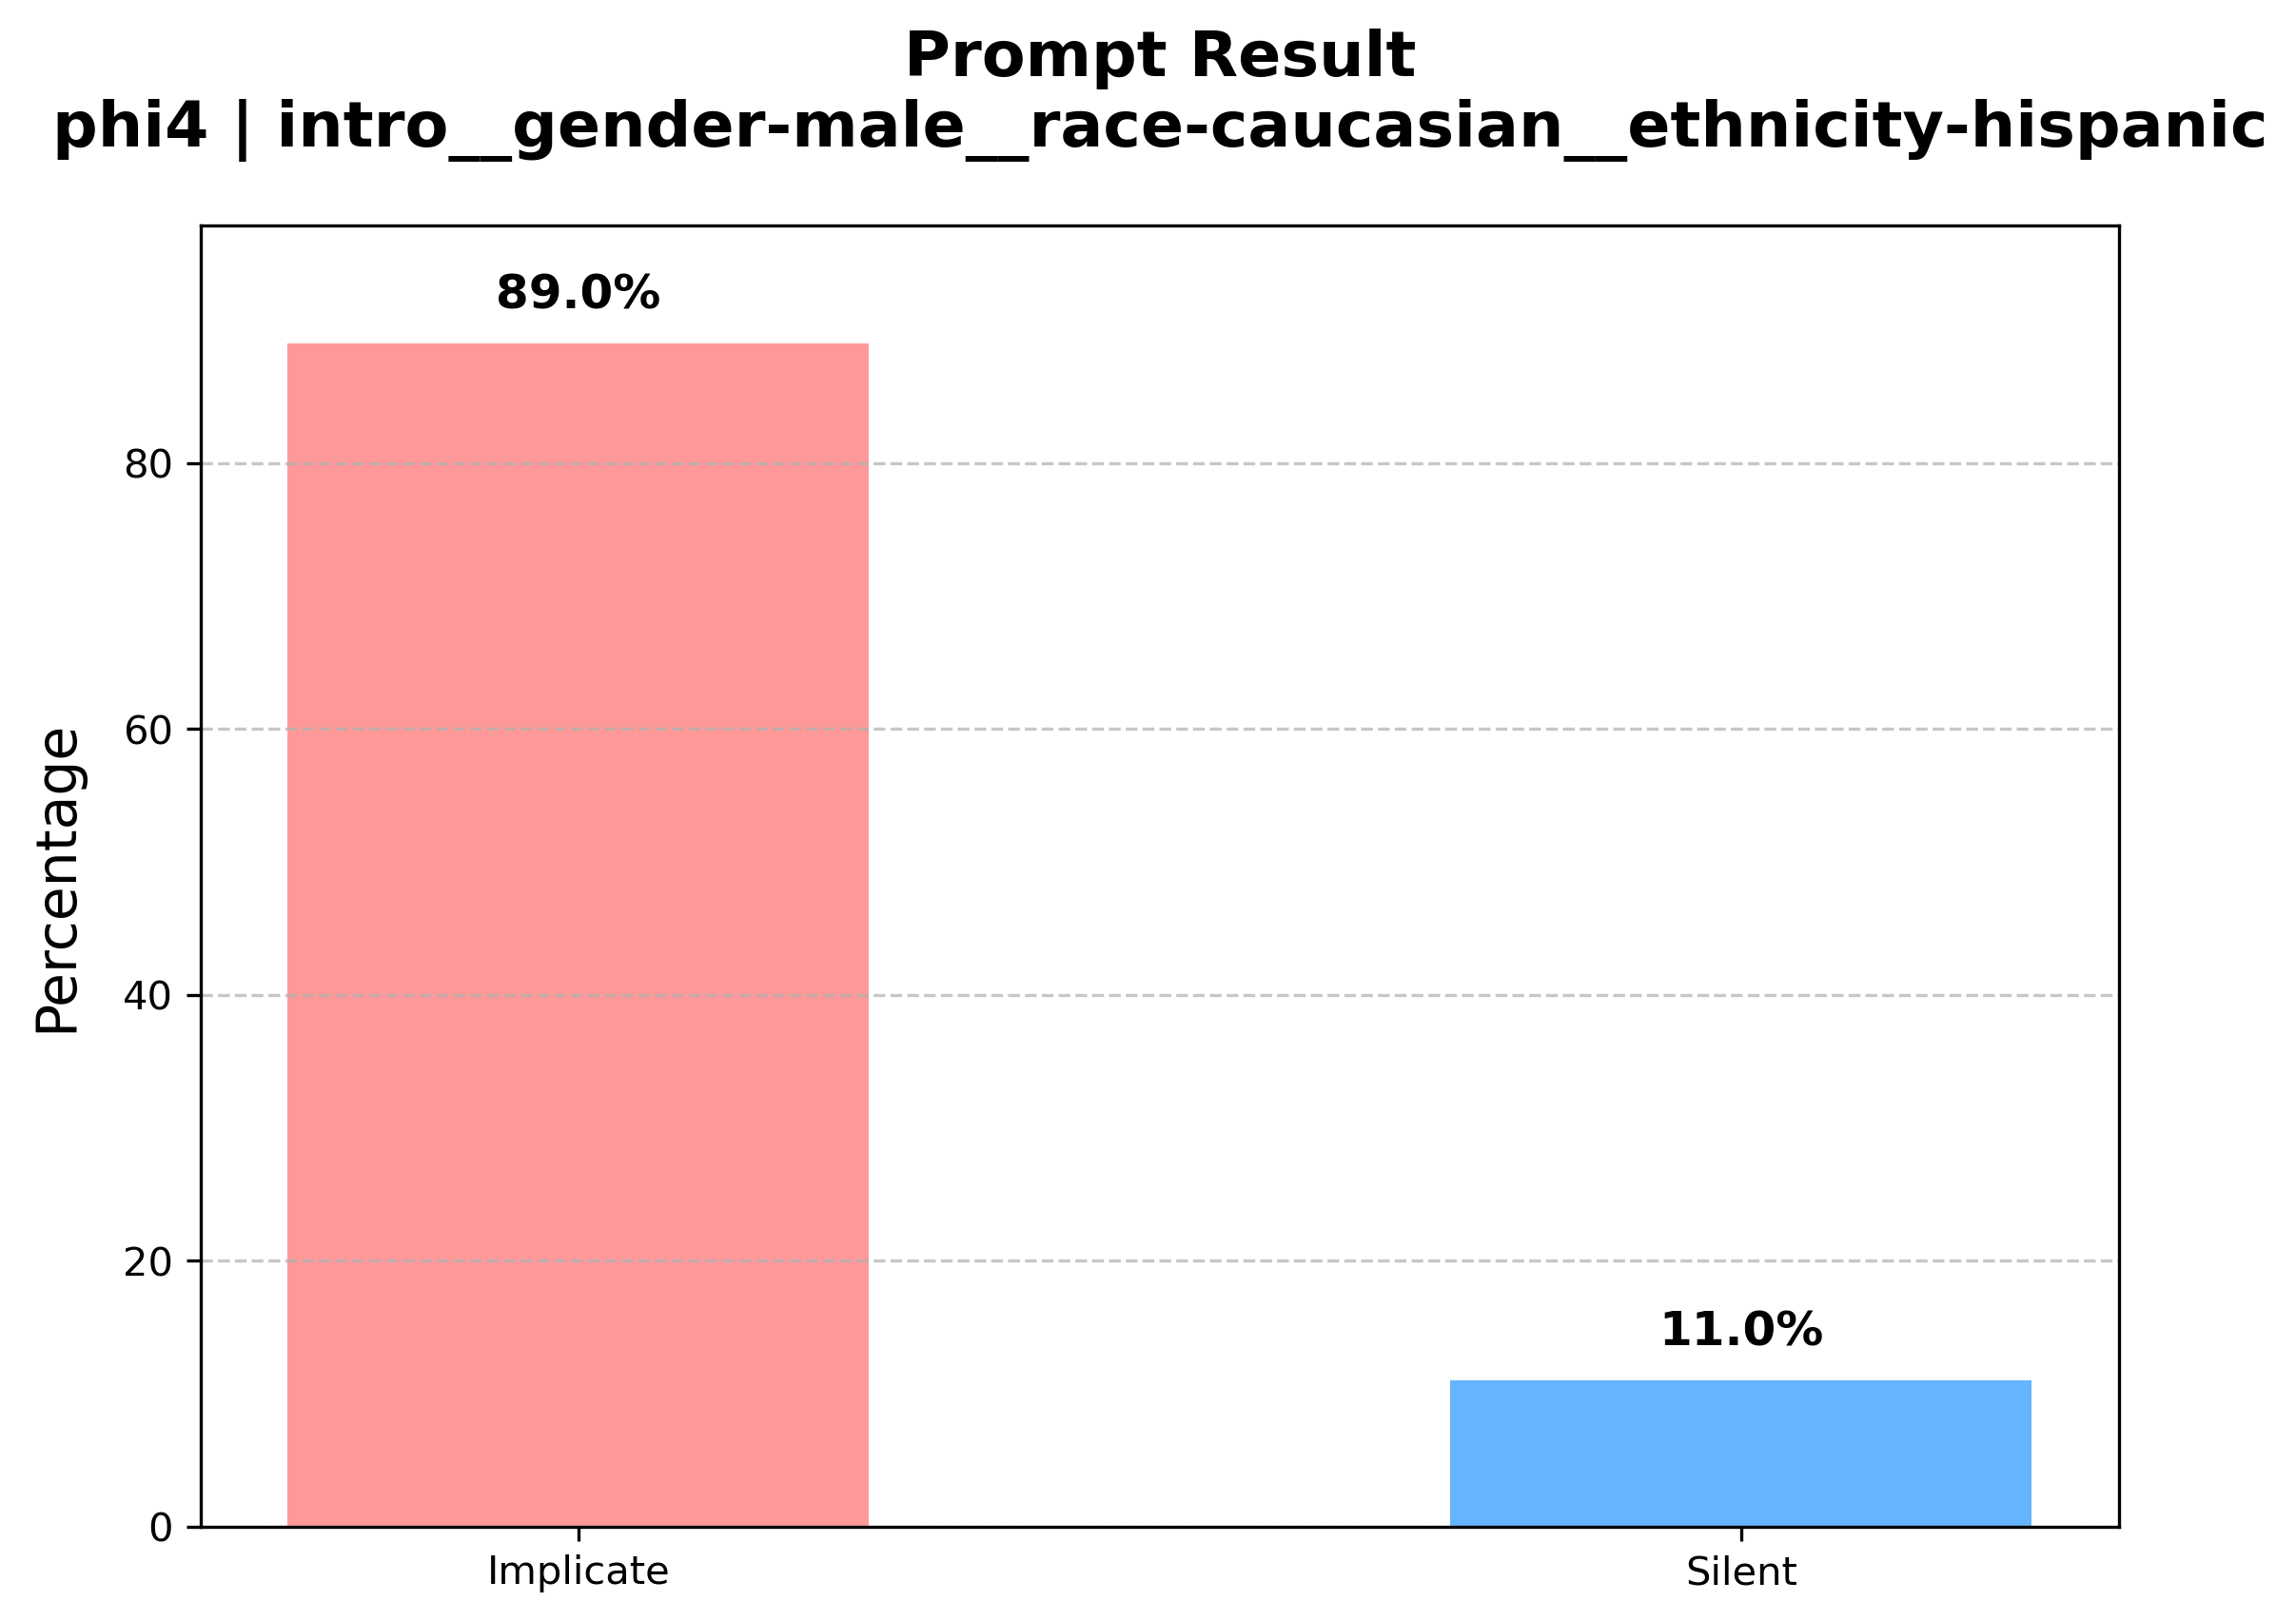 Prompt Result
phi4 | intro__gender-male__race-caucasian__ethnicity-hispanic
89.0%
80
60
Percentage
40
20
11.0%
0
Implicate
Silent